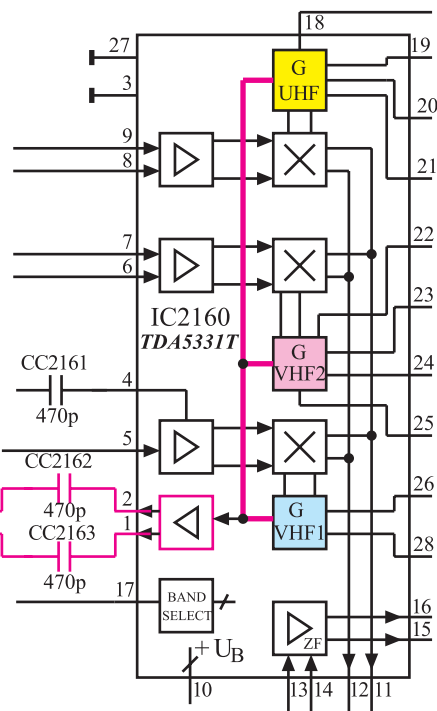 18
27
G
UHF
19
3
20
9
8
21
7
6
22
23
IC2160
TDA5331T
G
VHF2
24
CC2161
4
470p
25
5
CC2162
470p
2
26
CC2163
1
G
VHF1
470p
28
17
BAND
SELECT
16
ZF
15
+U_B
10
13
14
12
11